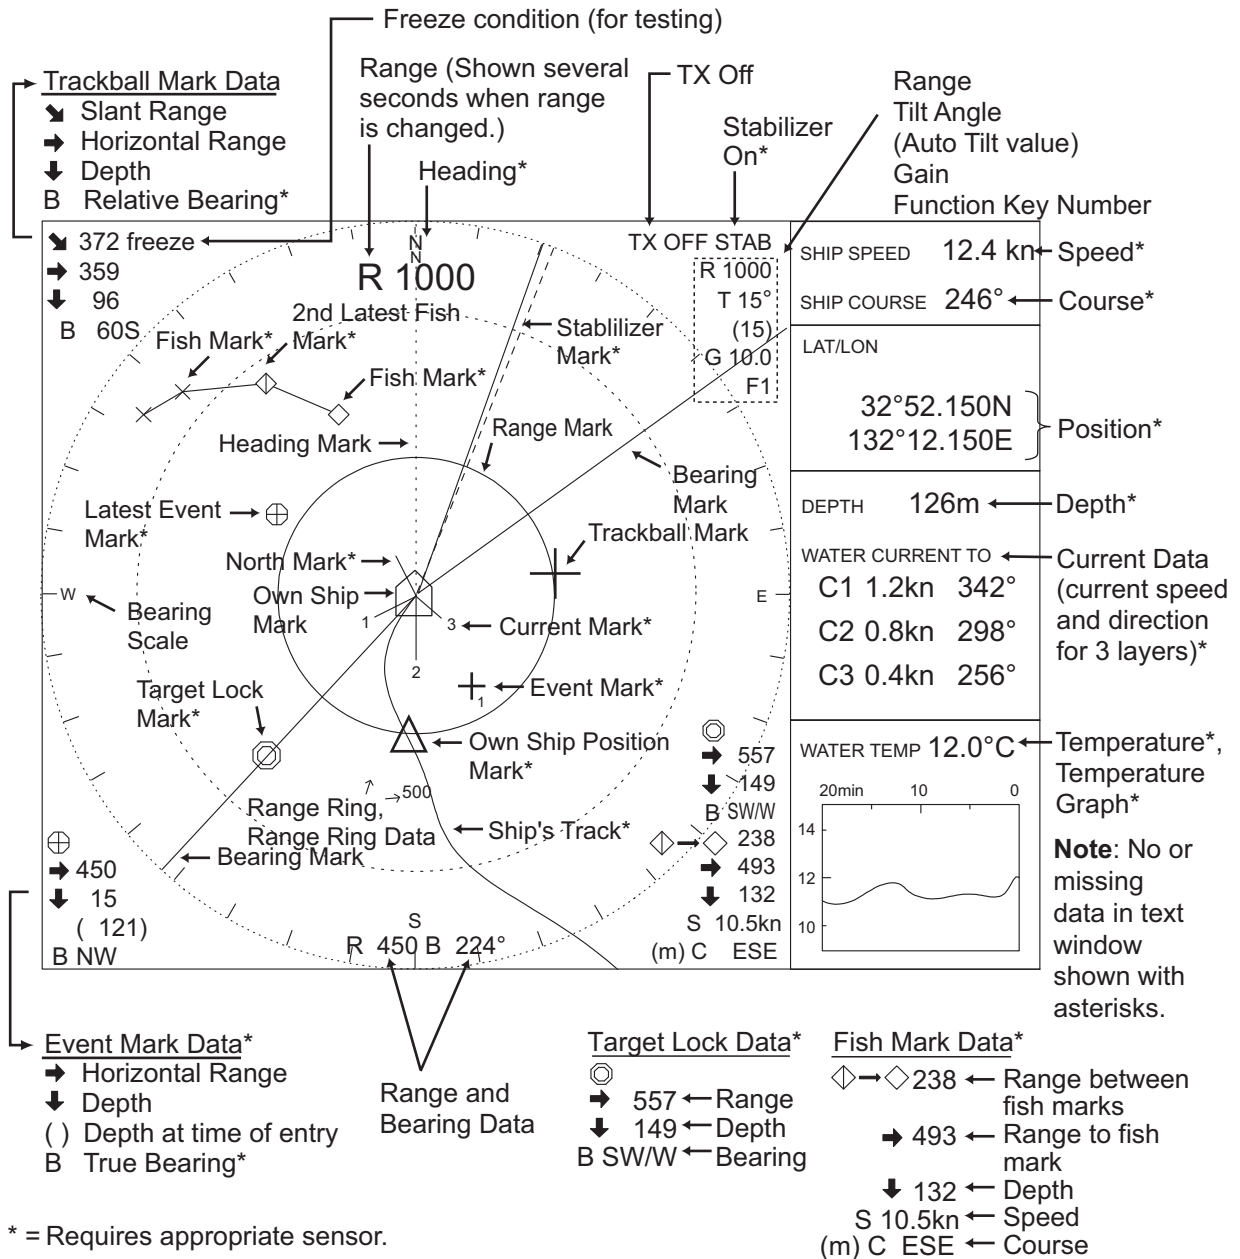 Freeze condition (for testing)
Trackball Mark Data
Slant Range
Horizontal Range
Depth
B Relative Bearing*
Range (Shown several
seconds when range
is changed.)
Heading*
TX Off
Stabilizer
On*
Range
Tilt Angle
(Auto Tilt value)
Gain
Function Key Number
372 freeze
359
96
B 60S
N
N
R 1000
TX OFF STAB
R 1000
T 15°
(15)
G 10.0
F1
SHIP SPEED 12.4 kn
Speed*
SHIP COURSE 246°
Course*
LAT/LON
32°52.150N
132°12.150E
Position*
Fish Mark*
2nd Latest Fish
Mark*
Fish Mark*
Stablilizer
Mark*
Heading Mark
Range Mark
Bearing
Mark
Latest Event
Mark*
Trackball Mark
North Mark*
Own Ship
Mark
W
Bearing
Scale
E
1
2
3
Current Mark*
1
Event Mark*
Target Lock
Mark*
Own Ship Position
Mark*
Range Ring,
Range Ring Data
500
Ship's Track*
Bearing Mark
DEPTH 126m
Depth*
WATER CURRENT TO
C1 1.2kn 342°
C2 0.8kn 298°
C3 0.4kn 256°
Current Data
(current speed
and direction
for 3 layers)*
WATER TEMP 12.0°C
Temperature*,
Temperature
Graph*
20min 10 0
14
12
10
Note: No or
missing
data in text
window
shown with
asterisks.
557
149
B SW/W
238
493
132
S 10.5kn
(m) C ESE
450
15
( 121)
B NW
S
R 450 B 224°
Event Mark Data*
Horizontal Range
Depth
( ) Depth at time of entry
B True Bearing*
Range and
Bearing Data
Target Lock Data*
557 Range
149 Depth
B SW/W Bearing
Fish Mark Data*
238 Range between
fish marks
493 Range to fish
mark
132 Depth
S 10.5kn Speed
(m) C ESE Course
* = Requires appropriate sensor.